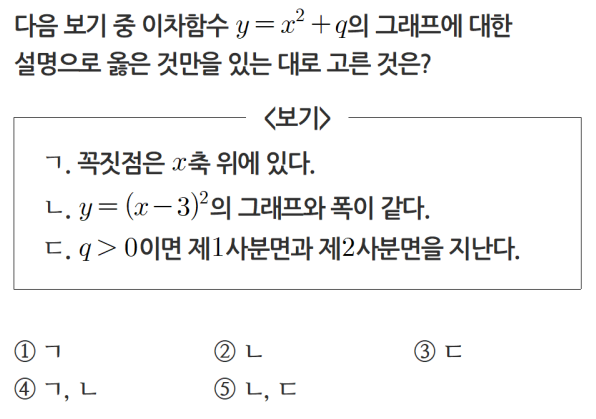 다음 보기 중 이차함수 y=x²+q의 그래프에 대한
설명으로 옳은 것만을 있는 대로 고른 것은?
<보기>
ㄱ. 꼭짓점은 x축 위에 있다.
ㄴ. y=(x-3)²의 그래프와 폭이 같다.
ㄷ. q>0이면 제1사분면과 제2사분면을 지난다.
① ㄱ ② ㄴ ③ ㄷ
④ ㄱ, ㄴ ⑤ ㄴ, ㄷ